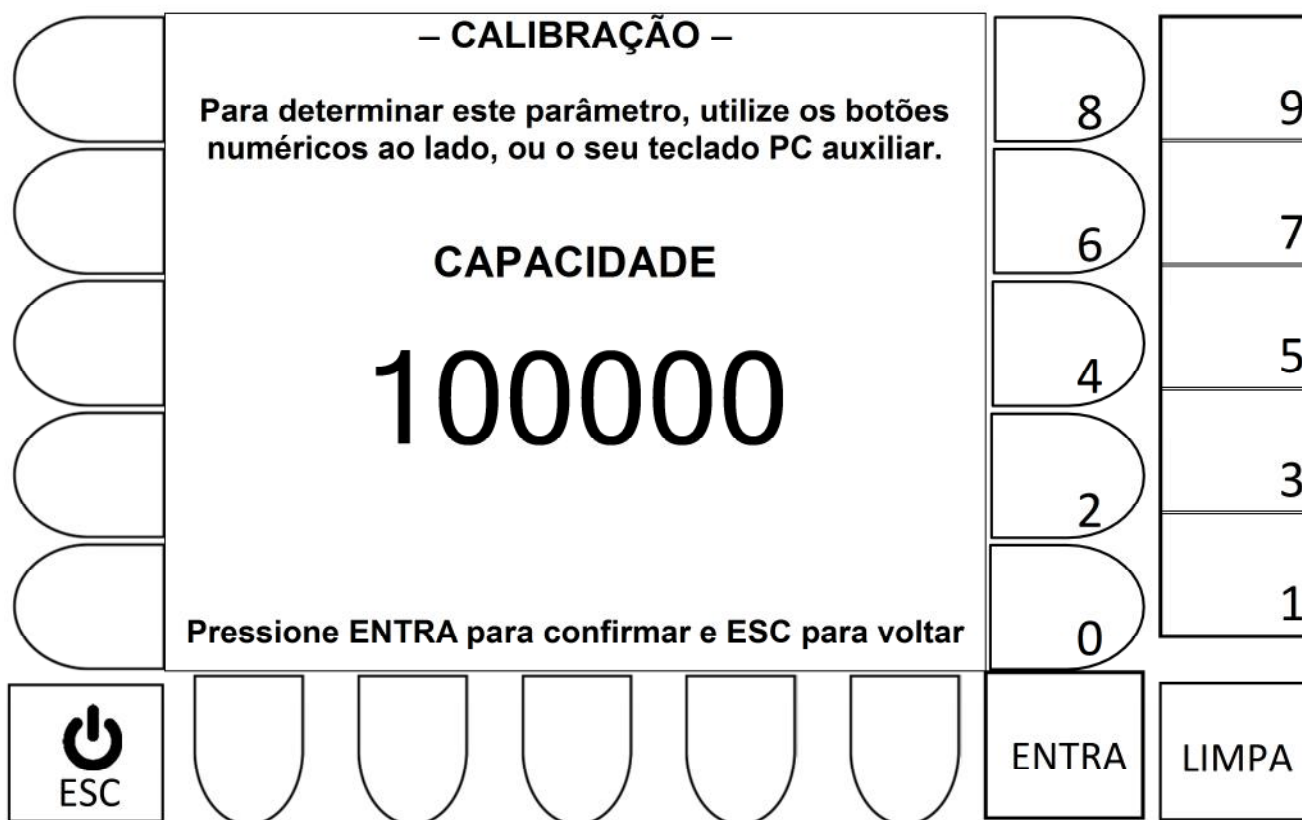 – CALIBRAÇÃO –
Para determinar este parâmetro, utilize os botões
numéricos ao lado, ou o seu teclado PC auxiliar.
CAPACIDADE
100000
Pressione ENTRA para confirmar e ESC para voltar
8
9
6
7
4
5
2
3
0
1
ESC
ENTRA
LIMPA